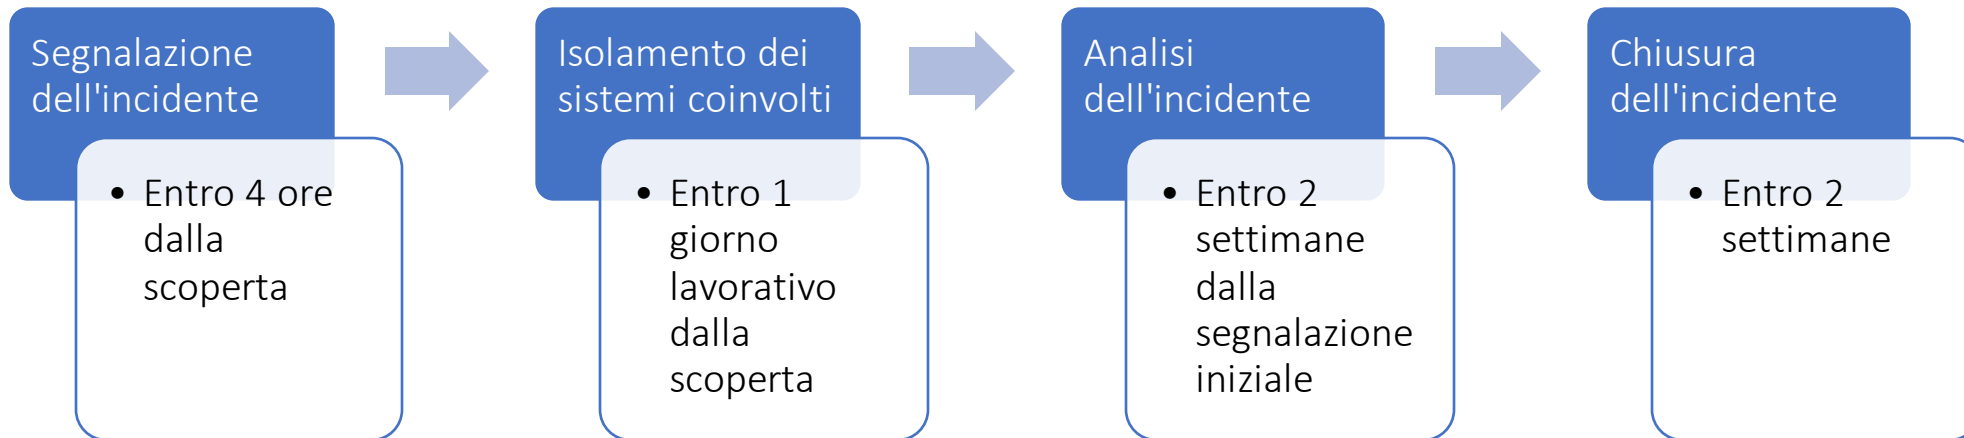 Segnalazione
dell'incidente
• Entro 4 ore
dalla
scoperta
Isolamento dei
sistemi coinvolti
• Entro 1
giorno
lavorativo
dalla
scoperta
Analisi
dell'incidente
• Entro 2
settimane
dalla
segnalazione
iniziale
Chiusura
dell'incidente
• Entro 2
settimane